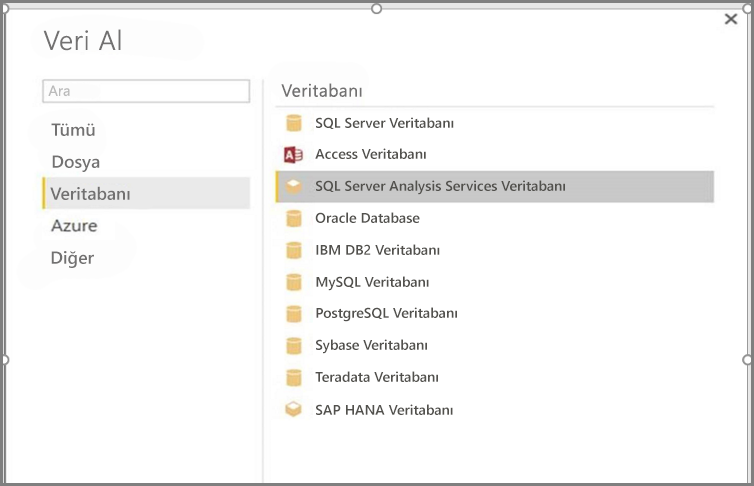 Veri Al
Ara
Tümü
Dosya
Veritabanı
Azure
Diğer
Veritabanı
SQL Server Veritabanı
Access Veritabanı
SQL Server Analysis Services Veritabanı
Oracle Database
IBM DB2 Veritabanı
MySQL Veritabanı
PostgreSQL Veritabanı
Sybase Veritabanı
Teradata Veritabanı
SAP HANA Veritabanı